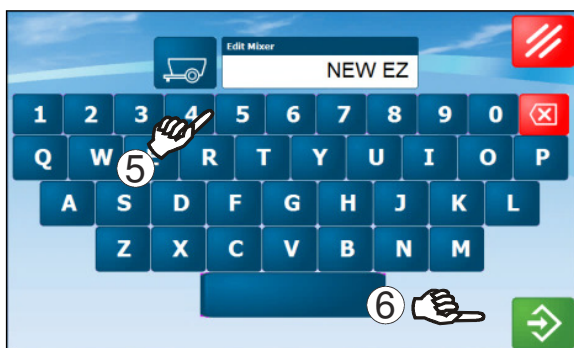 Edit Mixer
NEW EZ
1 2 3 4 5 6 7 8 9 0
Q W E R T Y U I O P
A S D F G H J K L
Z X C V B N M
5
6